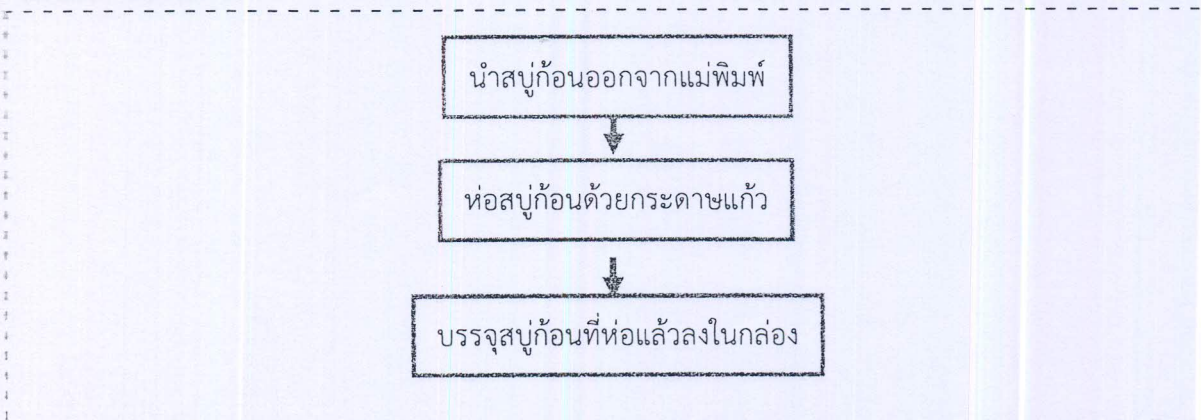 นำสบู่ก้อนออกจากแม่พิมพ์
ห่อสบู่ก้อนด้วยกระดาษแก้ว
บรรจุสบู่ก้อนที่ห่อแล้วลงในกล่อง